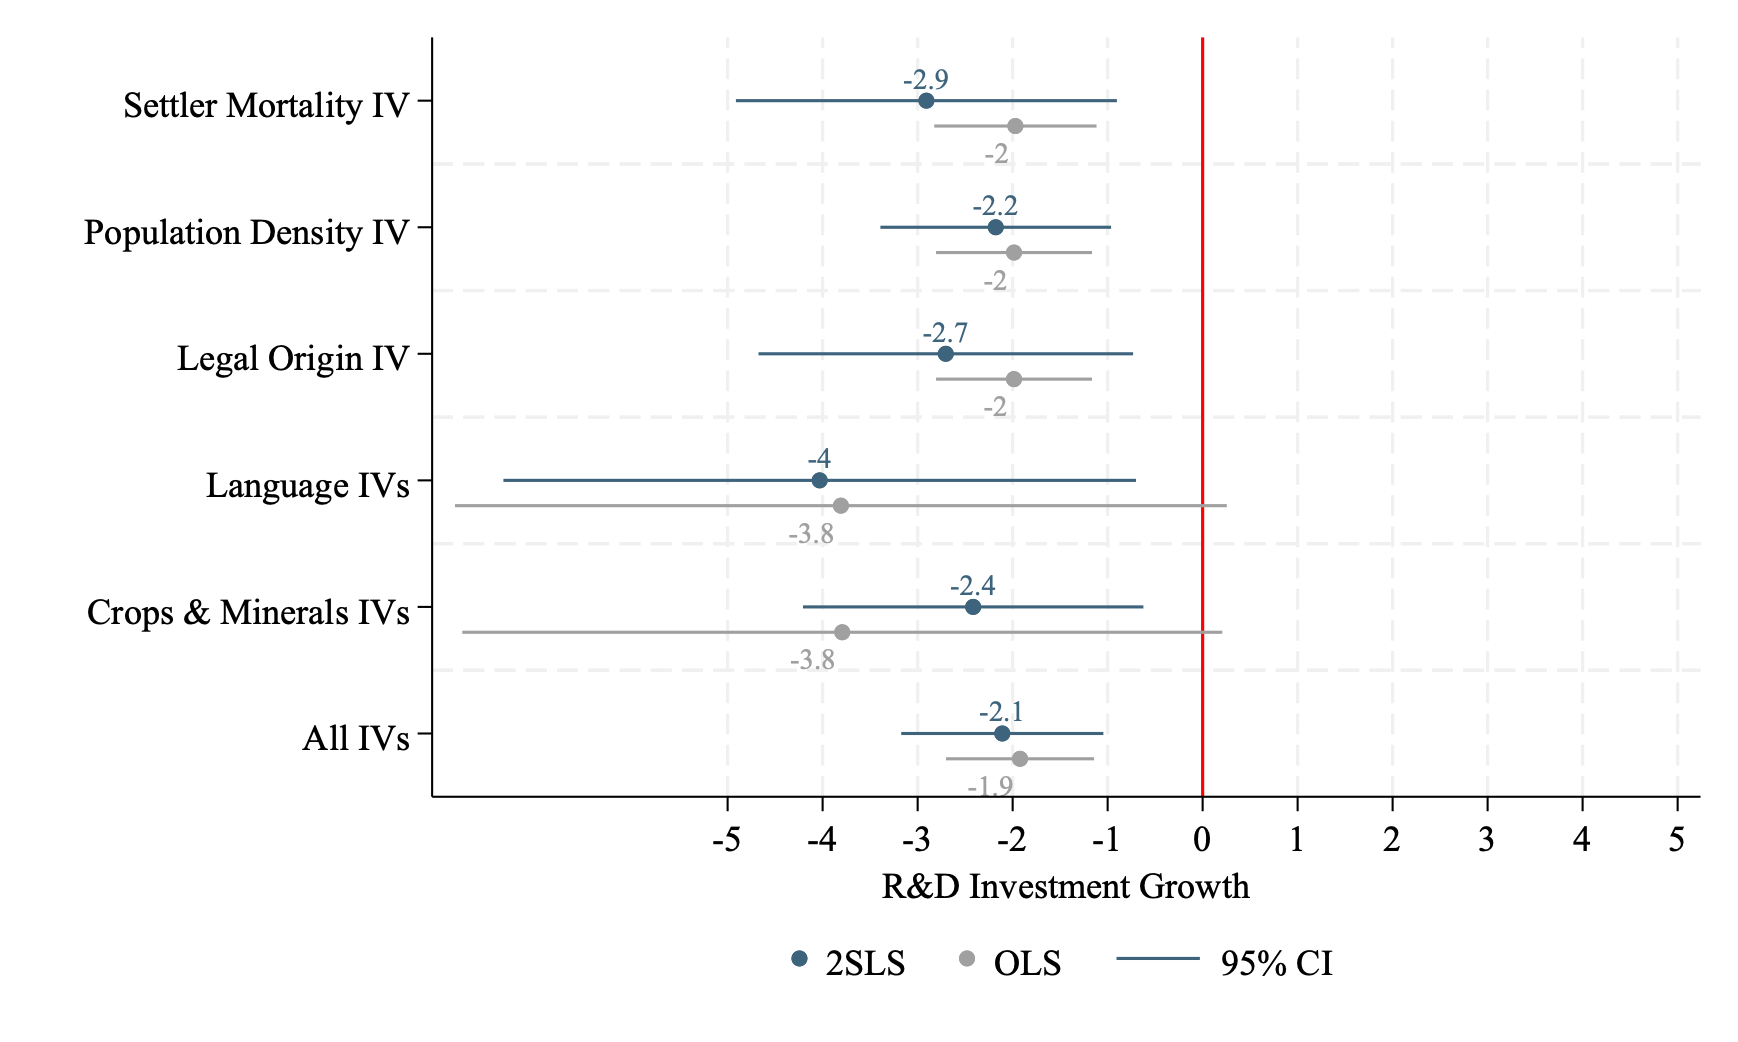 -2.9
Settler Mortality IV
-2
-2.2
Population Density IV
-2
-2.7
Legal Origin IV
-2
-4
Language IVs
-3.8
-2.4
Crops & Minerals IVs
-3.8
-2.1
All IVs
-1.9
-5 -4 -3 -2 -1 0 1 2 3 4 5
R&D Investment Growth
2SLS OLS 95% CI